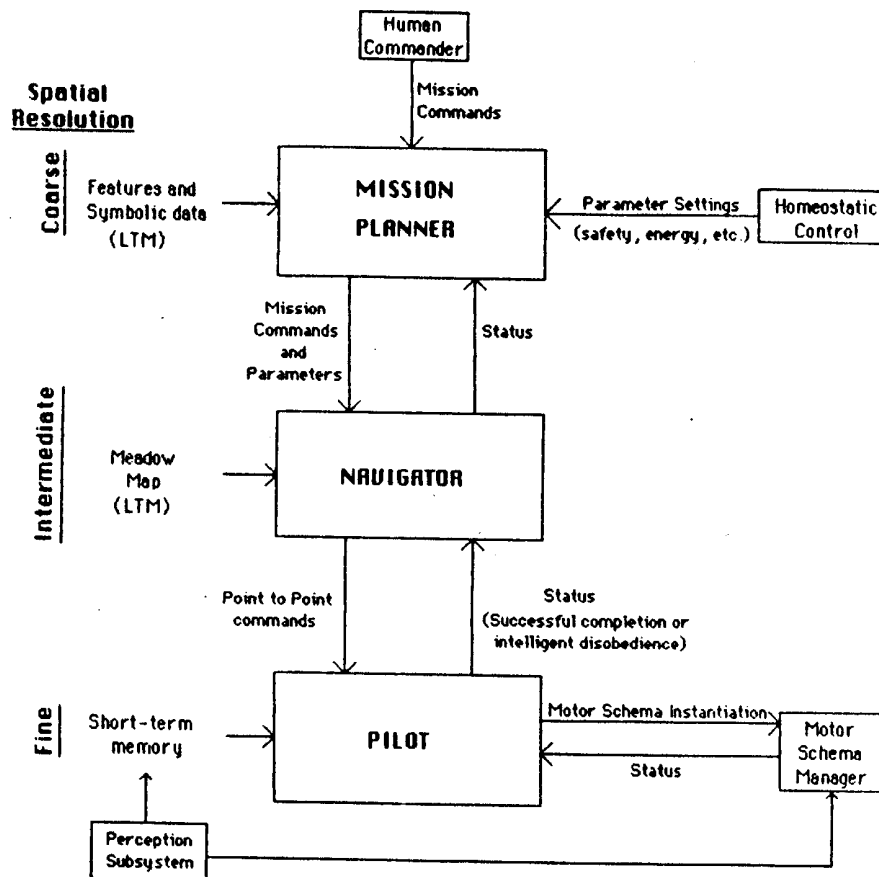 Human
Commander
Mission
Commands
Spatial
Resolution
Coarse
Features and
Symbolic data
(LTM)
MISSION
PLANNER
Parameter Settings
(safety, energy, etc.)
Homeostatic
Control
Mission
Commands
and
Parameters
Status
Intermediate
Meadow
Map
(LTM)
NAVIGATOR
Point to Point
commands
Status
(Successful completion or
intelligent disobedience)
Fine
Short-term
memory
PILOT
Motor Schema Instantiation
Status
Motor
Schema
Manager
Perception
Subsystem